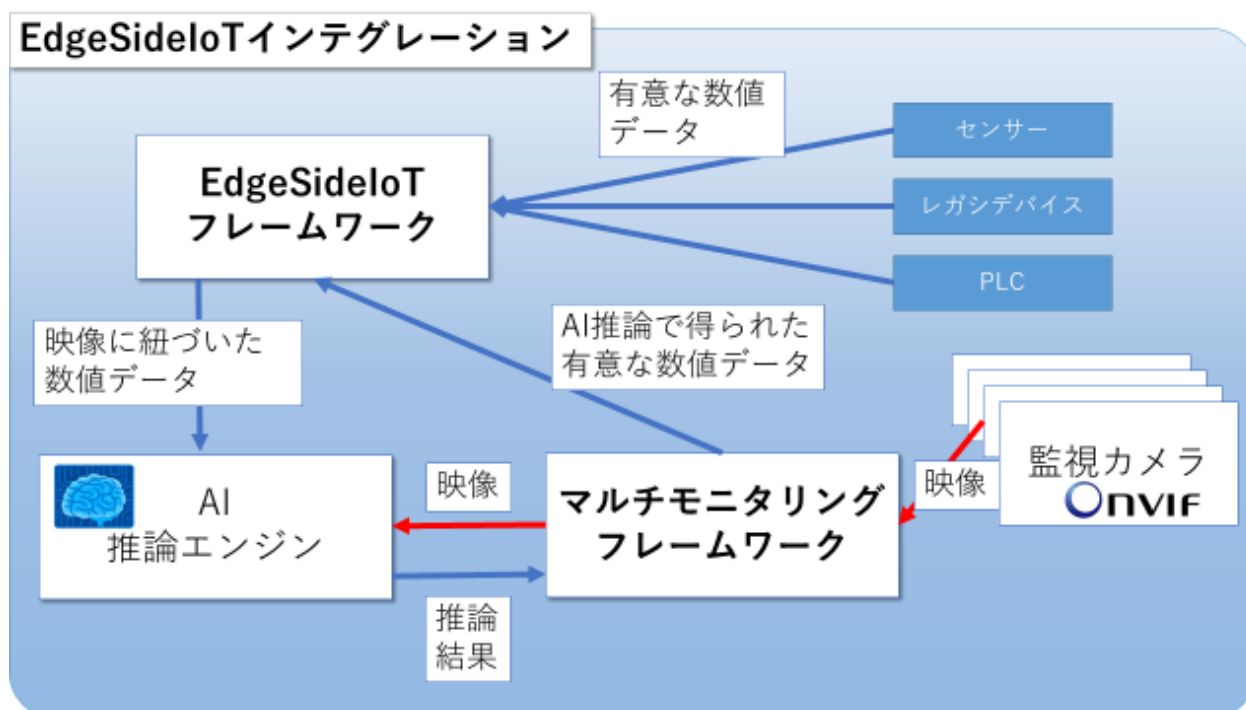 EdgeSideIoTインテグレーション
有意な数値
データ
センサー
EdgeSideIoT
フレームワーク
レガシデバイス
PLC
映像に紐づいた
数値データ
AI推論で得られた
有意な数値データ
AI
推論エンジン
映像
マルチモニタリング
フレームワーク
映像
監視カメラ
ONVIF
推論
結果